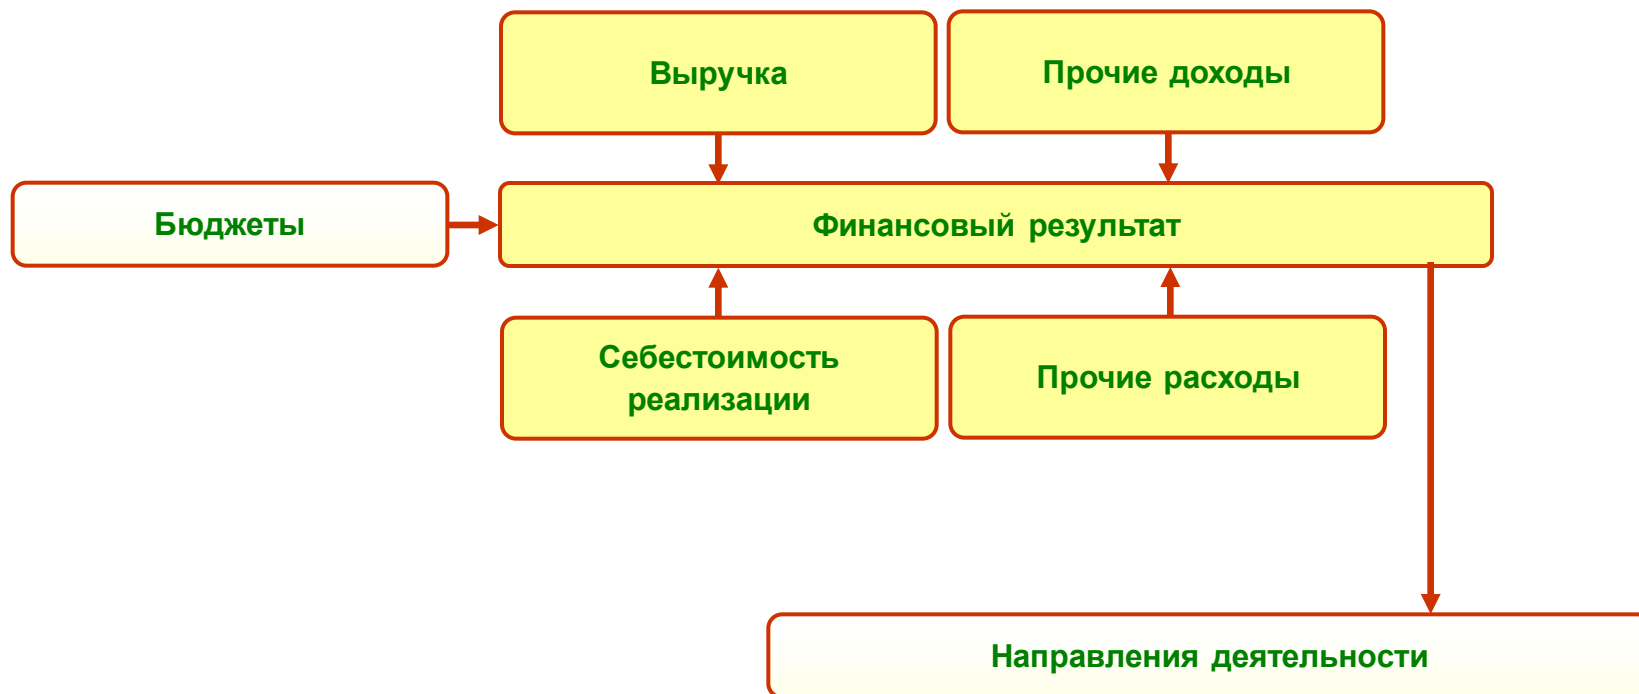 Выручка
Прочие доходы
Бюджеты
Финансовый результат
Себестоимость
реализации
Прочие расходы
Направления деятельности